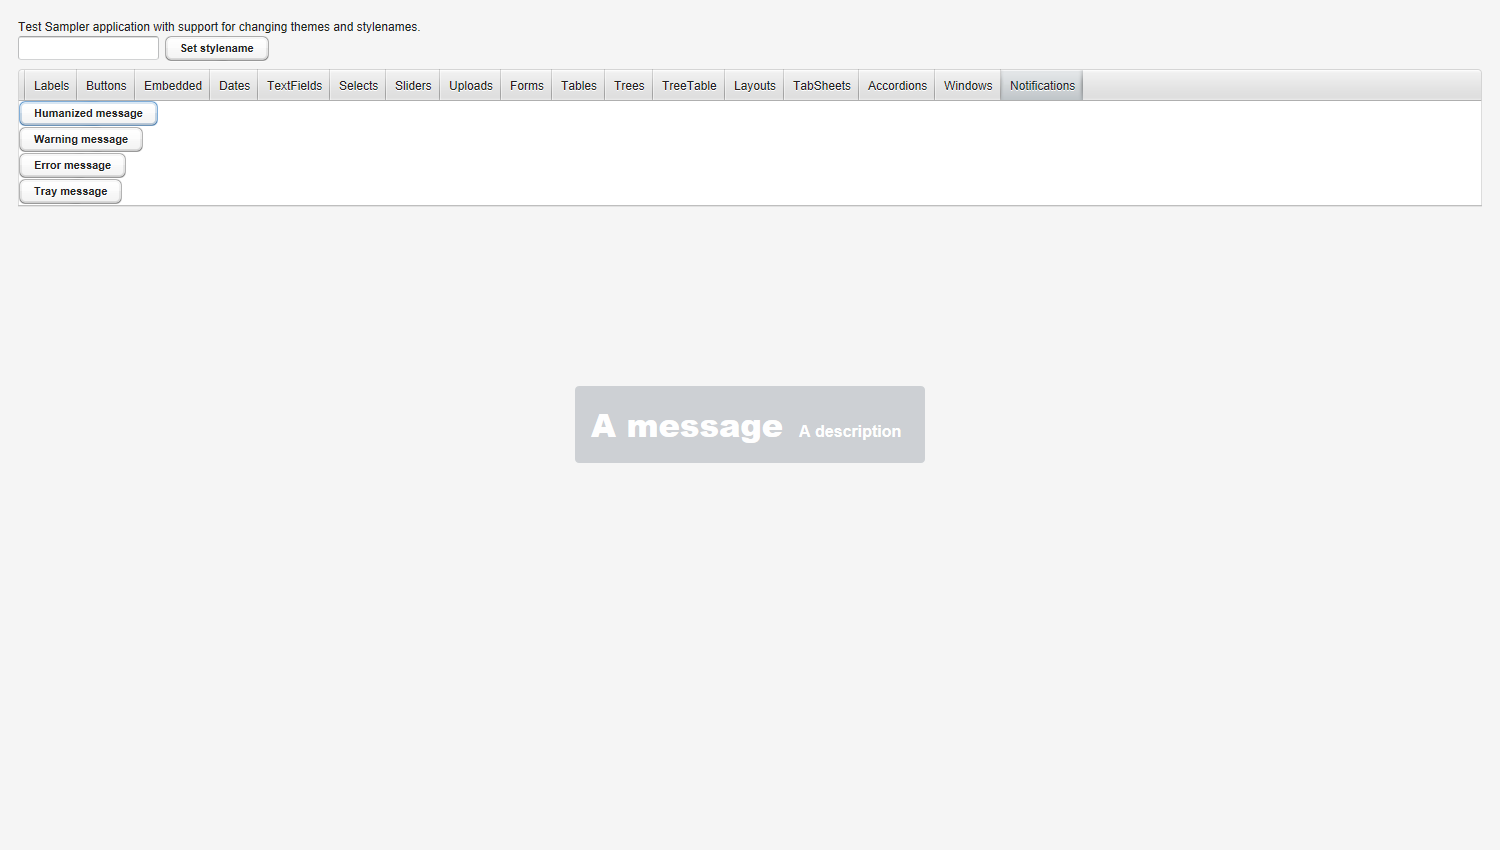 Test Sampler application with support for changing themes and stylenames.
Set stylename
Labels Buttons Embedded Dates TextFields Selects Sliders Uploads Forms Tables Trees TreeTable Layouts TabSheets Accordions Windows Notifications
Humanized message
Warning message
Error message
Tray message
A message A description